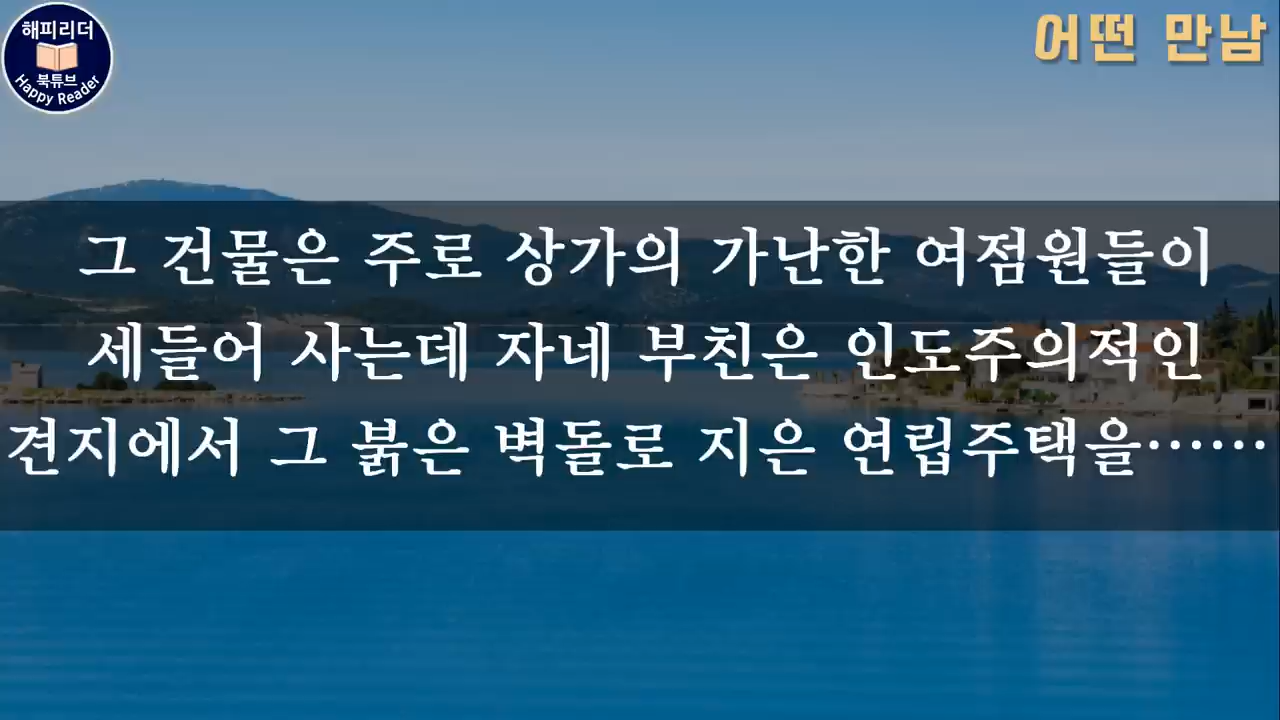 해피리더
북튜브
Happy Reader
어떤 만남
그 건물은 주로 상가의 가난한 여점원들이
세들어 사는데 자네 부친은 인도주의적인
견지에서 그 붉은 벽돌로 지은 연립주택을……